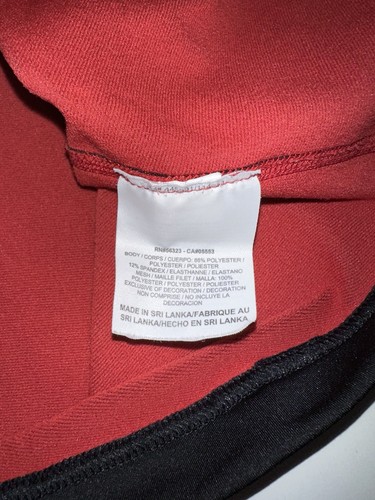 RN#56323 - CA#05553
BODY / CORPS / CUERPO: 88% POLYESTER /
POLYESTER / POLIESTER
12% SPANDEX / ELASTHANNE / ELASTANO
MESH / MAILLE FILET / MALLA: 100%
POLYESTER / POLYESTER / POLIESTER
EXCLUSIVE OF DECORATION / DECORATION
NON COMPRISE / NO INCLUYE LA
DECORACION
MADE IN SRI LANKA/FABRIQUE AU
SRI LANKA/HECHO EN SRI LANKA